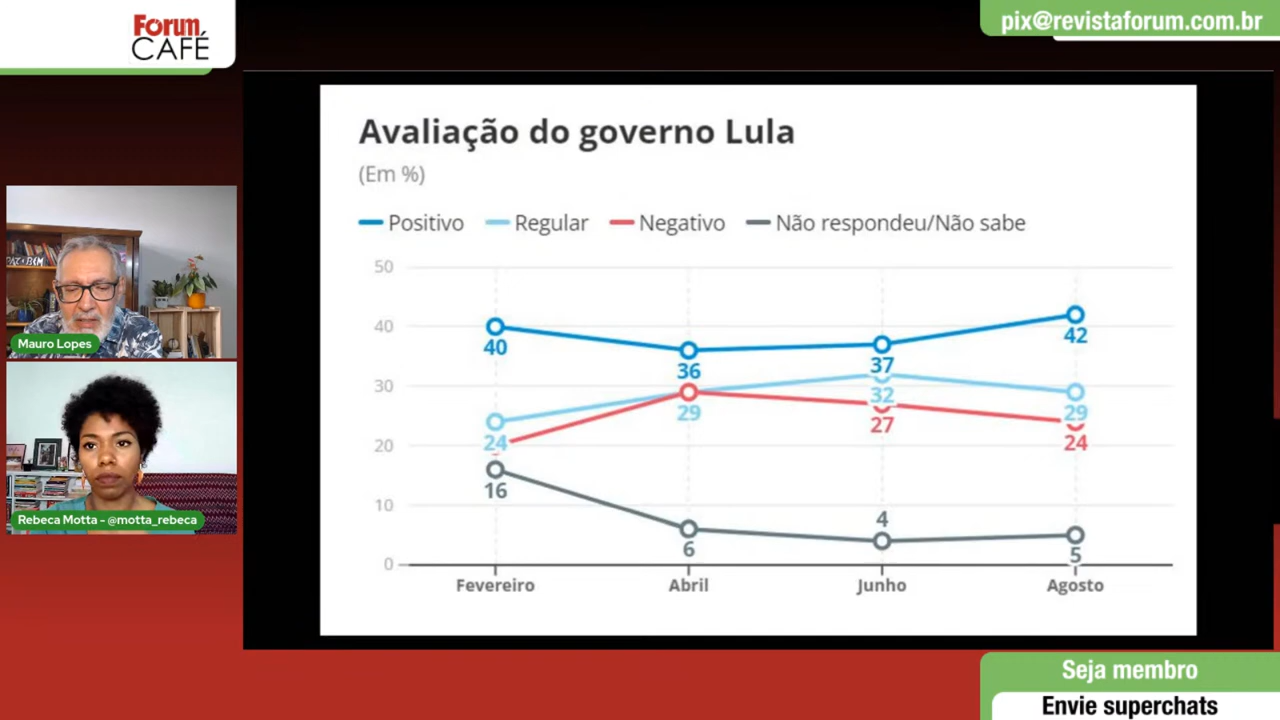 Forum
CAFÉ
pix@revistaforum.com.br
Avaliação do governo Lula
(Em %)
Positivo Regular Negativo Não respondeu/Não sabe
50
40
30
20
10
0
40 36 37 42
24 29 32 29
27 24
16 6 4 5
Fevereiro Abril Junho Agosto
Mauro Lopes
Rebeca Motta - @motta_rebeca
Seja membro
Envie superchats